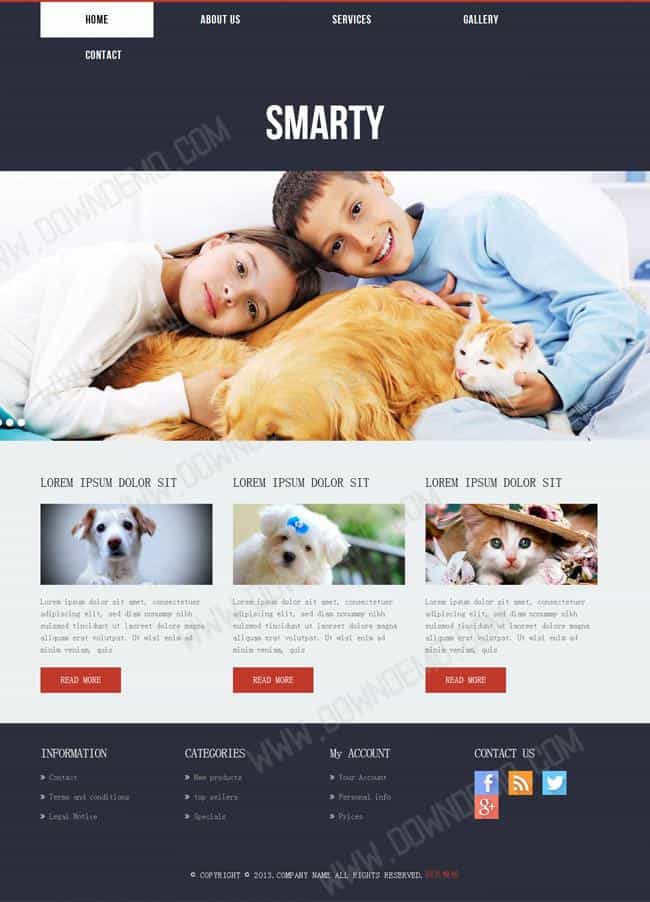 HOME
ABOUT US
SERVICES
GALLERY
CONTACT
SMARTY
LOREM IPSUM DOLOR SIT
LOREM IPSUM DOLOR SIT
LOREM IPSUM DOLOR SIT
Lorem ipsum dolor sit amet, consectetuer
adipiscing elit, sed diam nonummy nibh
euismod tincidunt ut laoreet dolore magna
aliquam erat volutpat. Ut wisi enim ad
minim veniam, quis
Lorem ipsum dolor sit amet, consectetuer
adipiscing elit, sed diam nonummy nibh
euismod tincidunt ut laoreet dolore magna
aliquam erat volutpat. Ut wisi enim ad
minim veniam, quis
Lorem ipsum dolor sit amet, consectetuer
adipiscing elit, sed diam nonummy nibh
euismod tincidunt ut laoreet dolore magna
aliquam erat volutpat. Ut wisi enim ad
minim veniam, quis
READ MORE
READ MORE
READ MORE
INFORMATION
» Contact
» Terms and conditions
» Legal Notice
CATEGORIES
» New products
» top sellers
» Specials
My ACCOUNT
» Your Account
» Personal info
» Prices
CONTACT US
f
g+
© COPYRIGHT © 2013.COMPANY NAME ALL RIGHTS RESERVED.
WWW.DOWNDEMO.COM